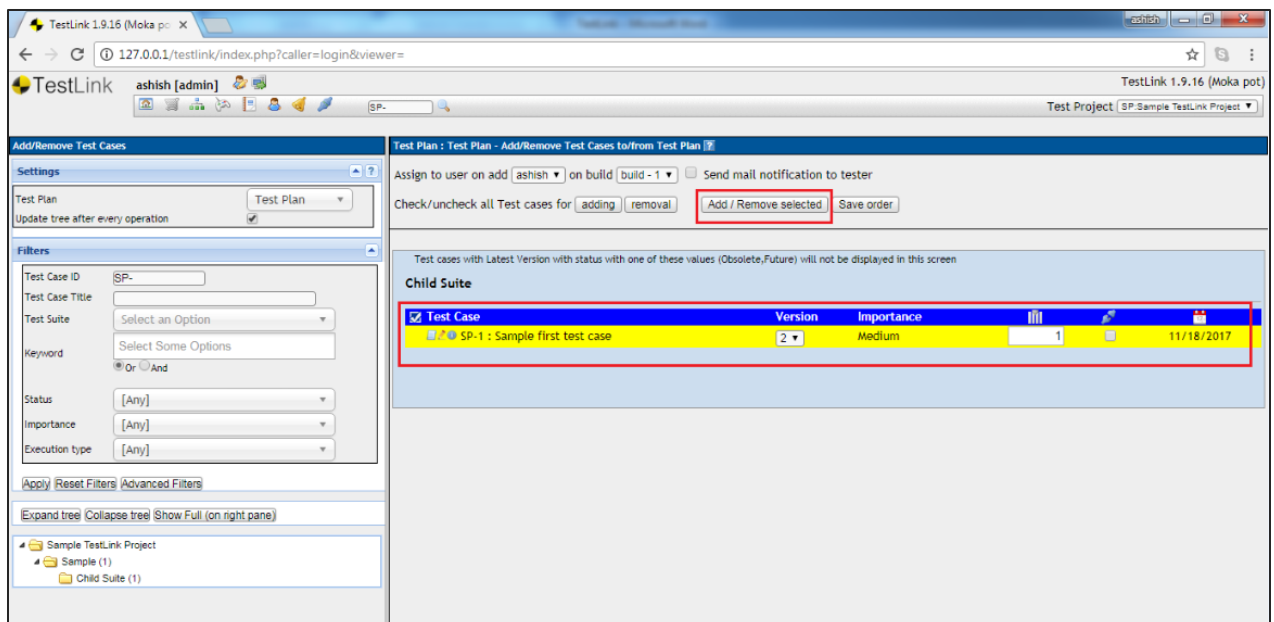 TestLink 1.9.16 (Moka po
ashish
127.0.0.1/testlink/index.php?caller=login&viewer=
TestLink ashish [admin]
TestLink 1.9.16 (Moka pot)
SP-
Test Project SP:Sample TestLink Project
Add/Remove Test Cases
Settings
Test Plan Test Plan
Update tree after every operation
Filters
Test Case ID SP-
Test Case Title
Test Suite Select an Option
Keyword Select Some Options
Or And
Status [Any]
Importance [Any]
Execution type [Any]
Apply Reset Filters Advanced Filters
Expand tree Collapse tree Show Full (on right pane)
Sample TestLink Project
Sample (1)
Child Suite (1)
Test Plan : Test Plan - Add/Remove Test Cases to/from Test Plan ?
Assign to user on add ashish on build build - 1 Send mail notification to tester
Check/uncheck all Test cases for adding removal Add / Remove selected Save order
Test cases with Latest Version with status with one of these values (Obsolete,Future) will not be displayed in this screen
Child Suite
Test Case Version Importance
SP-1 : Sample first test case 2 Medium 1 11/18/2017